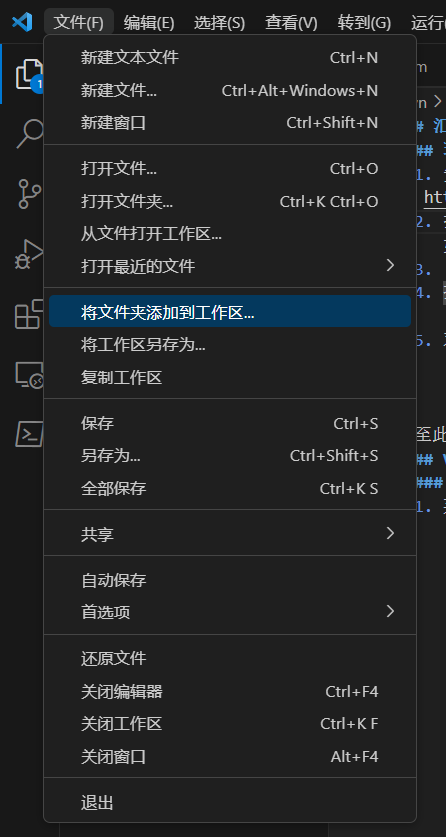 文件(F) 编辑(E) 选择(S) 查看(V) 转到(G) 运行
新建文本文件 Ctrl+N
新建文件... Ctrl+Alt+Windows+N
新建窗口 Ctrl+Shift+N
打开文件... Ctrl+O
打开文件夹... Ctrl+K Ctrl+O
从文件打开工作区...
打开最近的文件
将文件夹添加到工作区...
将工作区另存为...
复制工作区
保存 Ctrl+S
另存为... Ctrl+Shift+S
全部保存 Ctrl+K S
共享
自动保存
首选项
还原文件
关闭编辑器 Ctrl+F4
关闭工作区 Ctrl+K F
关闭窗口 Alt+F4
退出
1
m
n
#
##
1.
htt
2.
3.
4.
5.
至此
##
###
1.